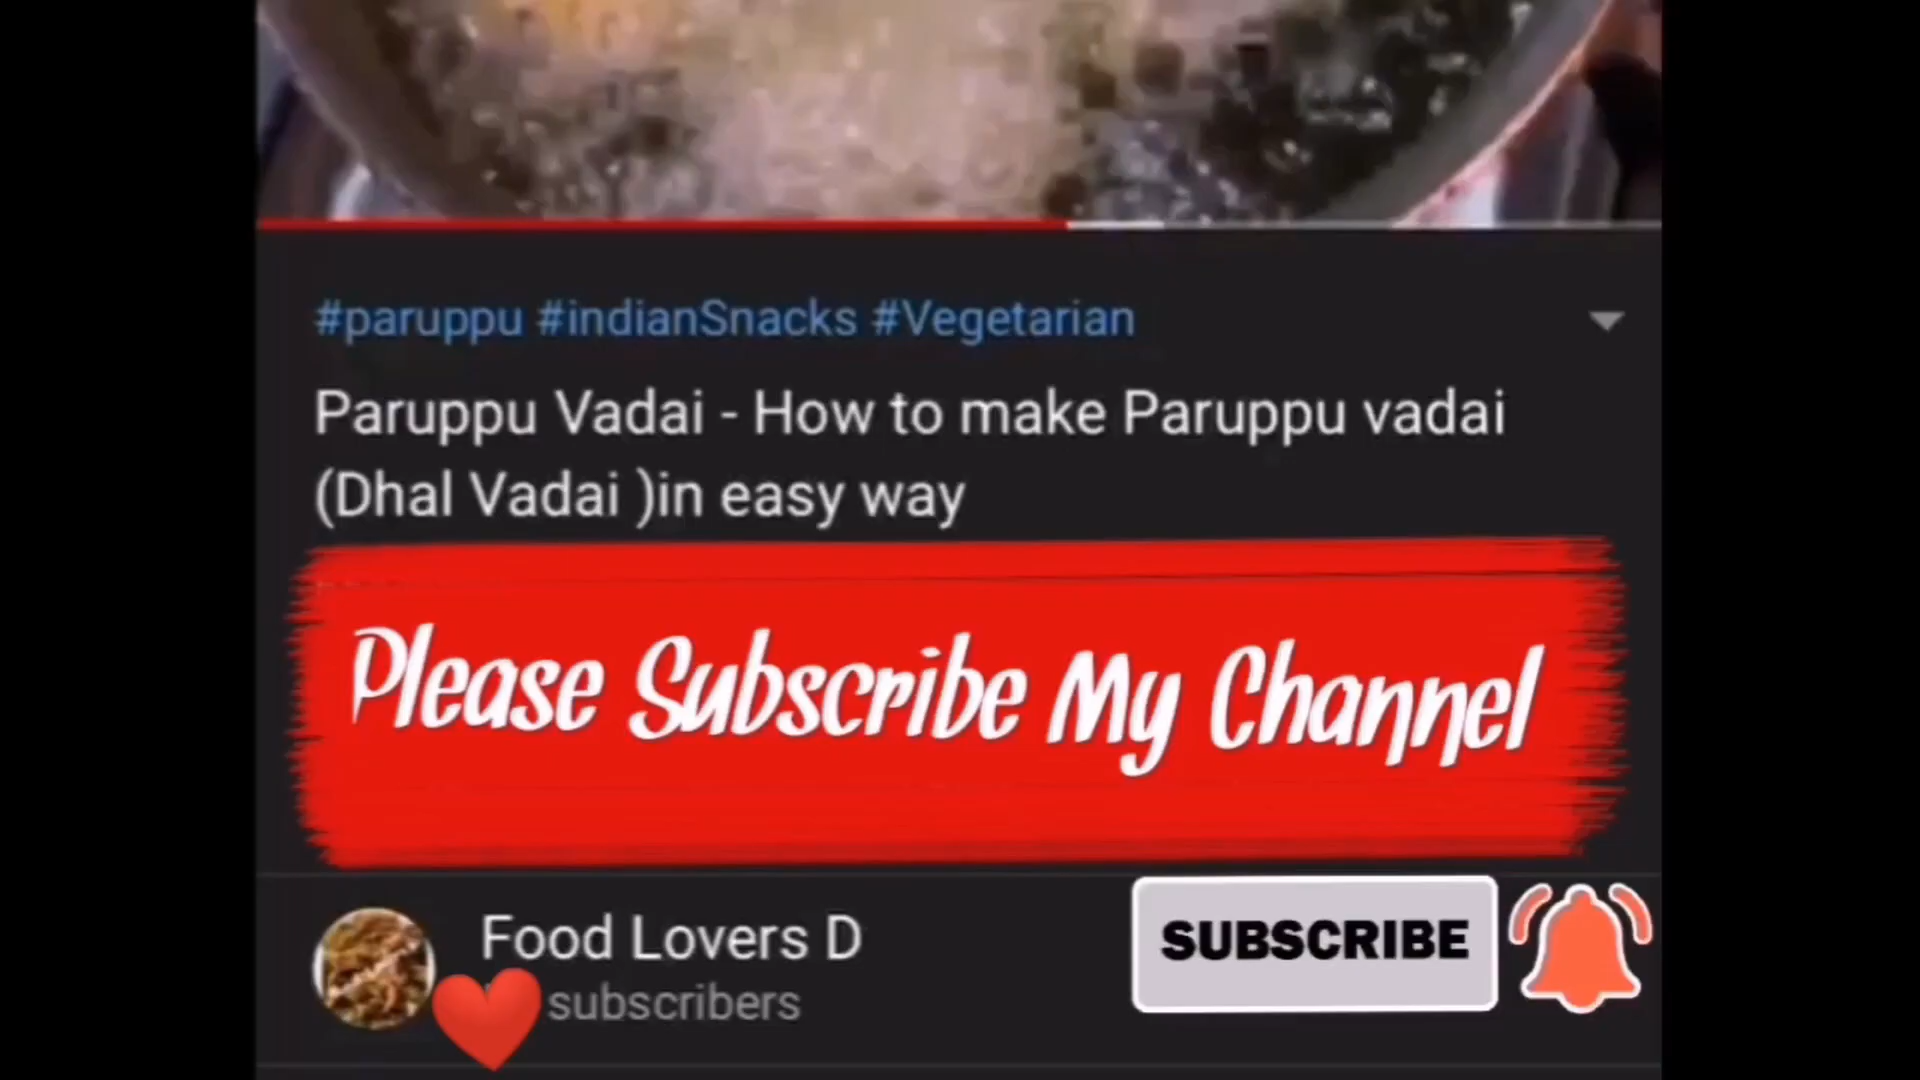 #paruppu #indianSnacks #Vegetarian
Paruppu Vadai - How to make Paruppu vadai
(Dhal Vadai )in easy way
Please Subscribe My Channel
Food Lovers D
SUBSCRIBE
subscribers